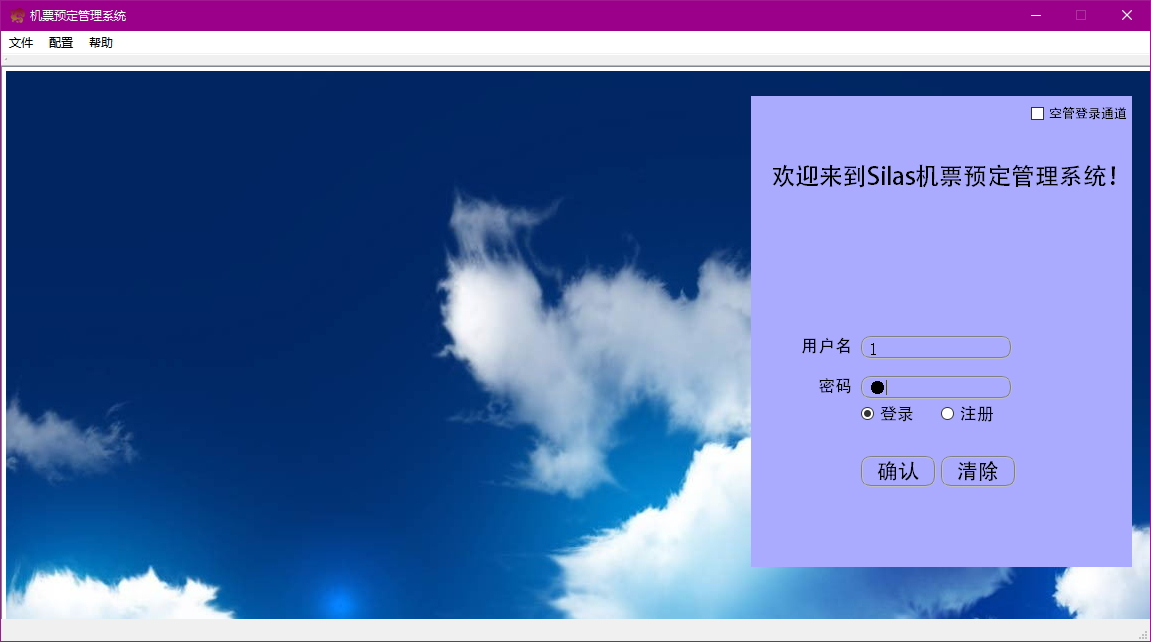 机票预定管理系统
文件 配置 帮助
空管登录通道
欢迎来到Silas机票预定管理系统!
用户名 1
密码 ●
登录 注册
确认 清除